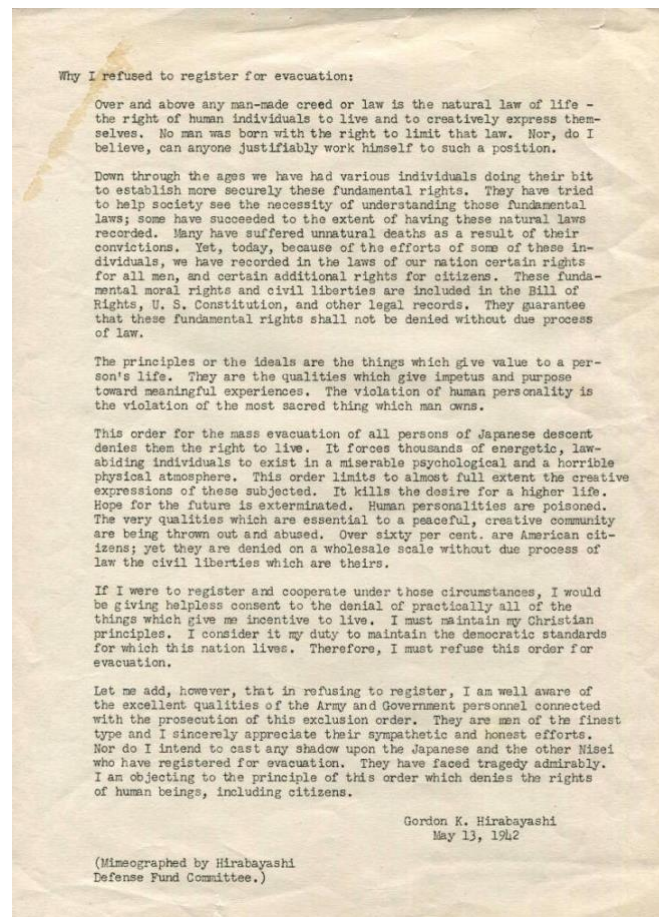 Why I refused to register for evacuation:
Over and above any man-made creed or law is the natural law of life -
the right of human individuals to live and to creatively express them-
selves. No man was born with the right to limit that law. Nor, do I
believe, can anyone justifiably work himself to such a position.
Down through the ages we have had various individuals doing their bit
to establish more securely these fundamental rights. They have tried
to help society see the necessity of understanding those fundamental
laws; some have succeeded to the extent of having these natural laws
recorded. Many have suffered unnatural deaths as a result of their
convictions. Yet, today, because of the efforts of some of these in-
dividuals, we have recorded in the laws of our nation certain rights
for all men, and certain additional rights for citizens. These funda-
mental moral rights and civil liberties are included in the Bill of
Rights, U. S. Constitution, and other legal records. They guarantee
that these fundamental rights shall not be denied without due process
of law.
The principles or the ideals are the things which give value to a per-
son's life. They are the qualities which give impetus and purpose
toward meaningful experiences. The violation of human personality is
the violation of the most sacred thing which man owns.
This order for the mass evacuation of all persons of Japanese descent
denies them the right to live. It forces thousands of energetic, law-
abiding individuals to exist in a miserable psychological and a horrible
physical atmosphere. This order limits to almost full extent the creative
expressions of these subjected. It kills the desire for a higher life.
Hope for the future is exterminated. Human personalities are poisoned.
The very qualities which are essential to a peaceful, creative community
are being thrown out and abused. Over sixty per cent. are American cit-
izens; yet they are denied on a wholesale scale without due process of
law the civil liberties which are theirs.
If I were to register and cooperate under those circumstances, I would
be giving helpless consent to the denial of practically all of the
things which give me incentive to live. I must maintain my Christian
principles. I consider it my duty to maintain the democratic standards
for which this nation lives. Therefore, I must refuse this order for
evacuation.
Let me add, however, that in refusing to register, I am well aware of
the excellent qualities of the Army and Government personnel connected
with the prosecution of this exclusion order. They are men of the finest
type and I sincerely appreciate their sympathetic and honest efforts.
Nor do I intend to cast any shadow upon the Japanese and the other Nisei
who have registered for evacuation. They have faced tragedy admirably.
I am objecting to the principle of this order which denies the rights
of human beings, including citizens.
Gordon K. Hirabayashi
May 13, 1942
(Mimeographed by Hirabayashi
Defense Fund Committee.)